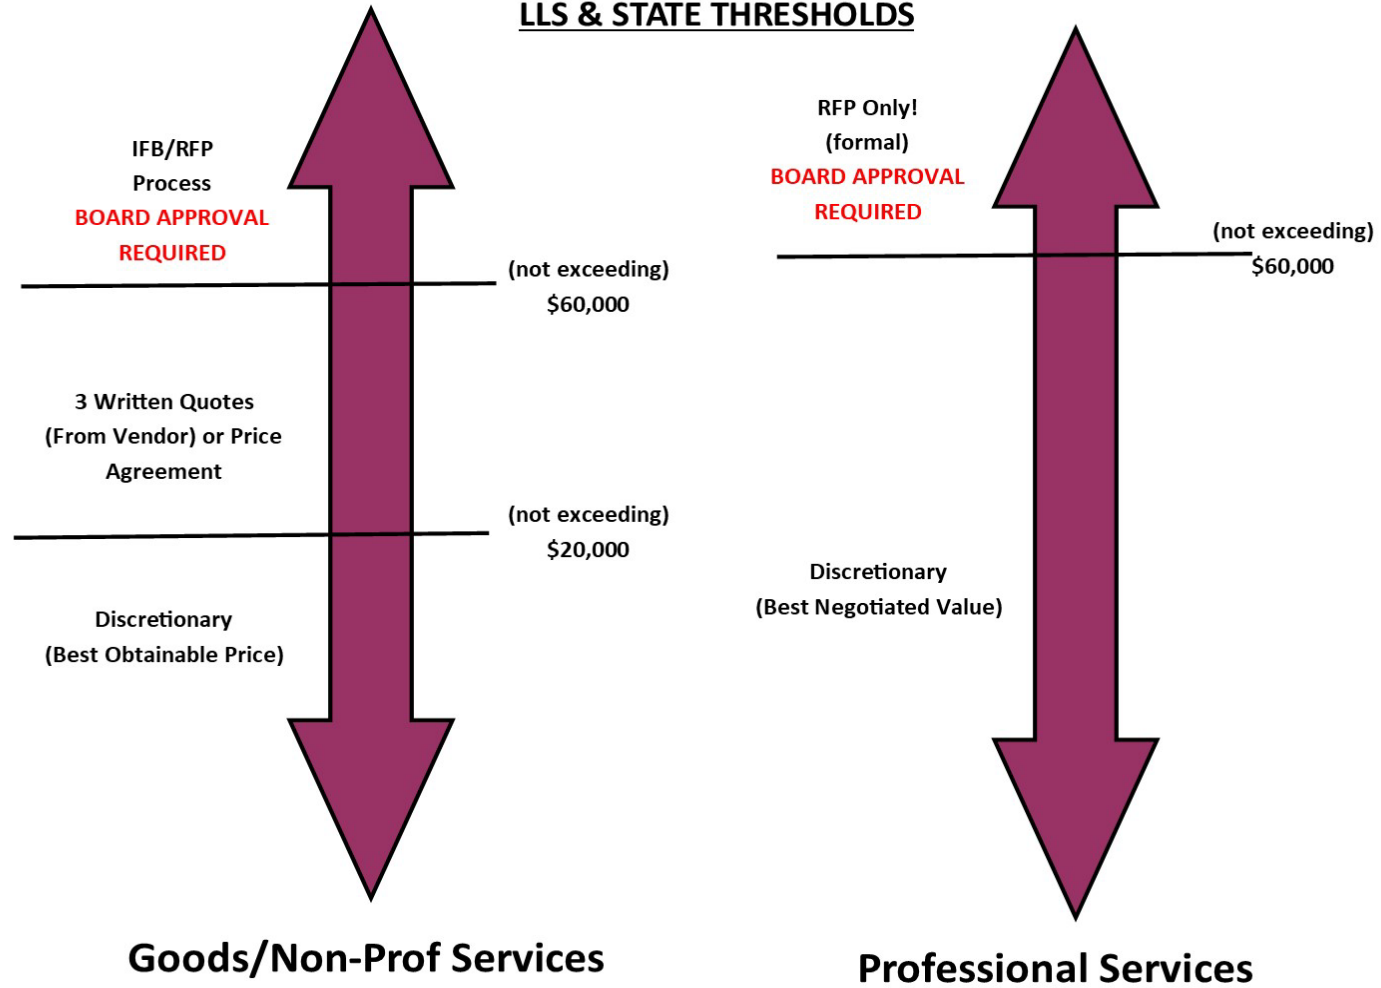 LLS & STATE THRESHOLDS
IFB/RFP
Process
BOARD APPROVAL
REQUIRED
(not exceeding)
$60,000
3 Written Quotes
(From Vendor) or Price
Agreement
(not exceeding)
$20,000
Discretionary
(Best Obtainable Price)
Goods/Non-Prof Services
RFP Only!
(formal)
BOARD APPROVAL
REQUIRED
(not exceeding)
$60,000
Discretionary
(Best Negotiated Value)
Professional Services